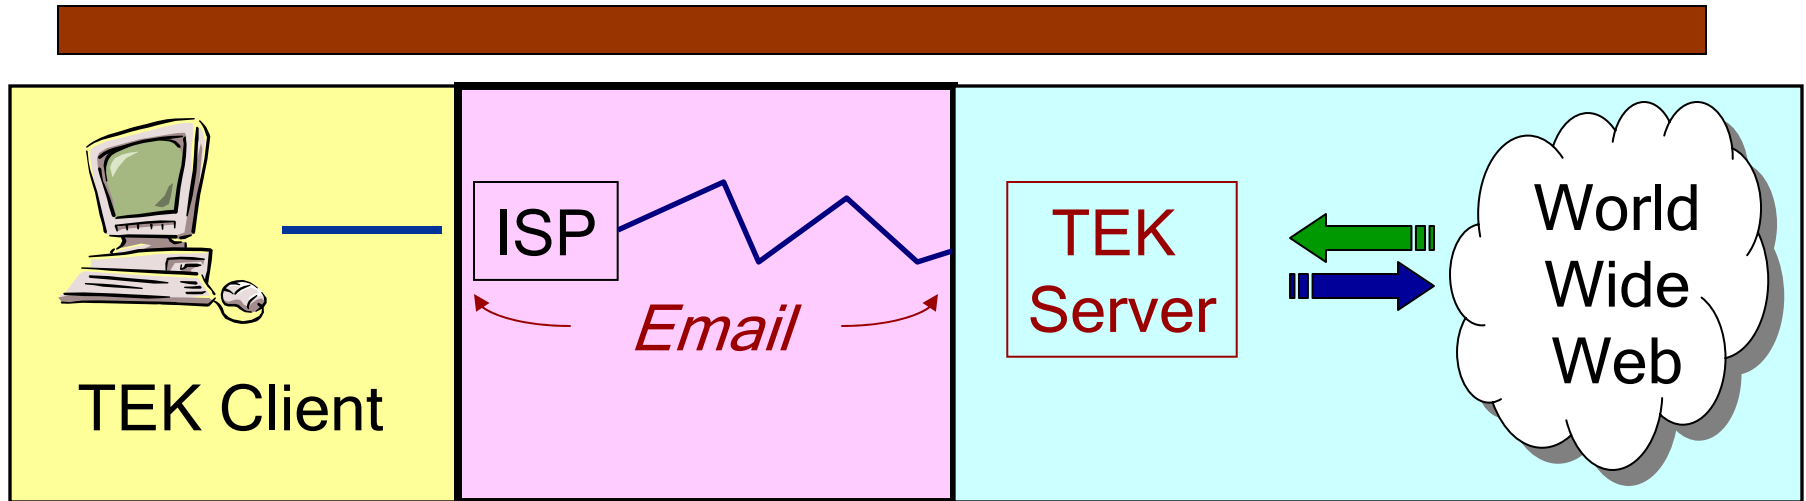 TEK Client
ISP
Email
TEK
Server
World
Wide
Web